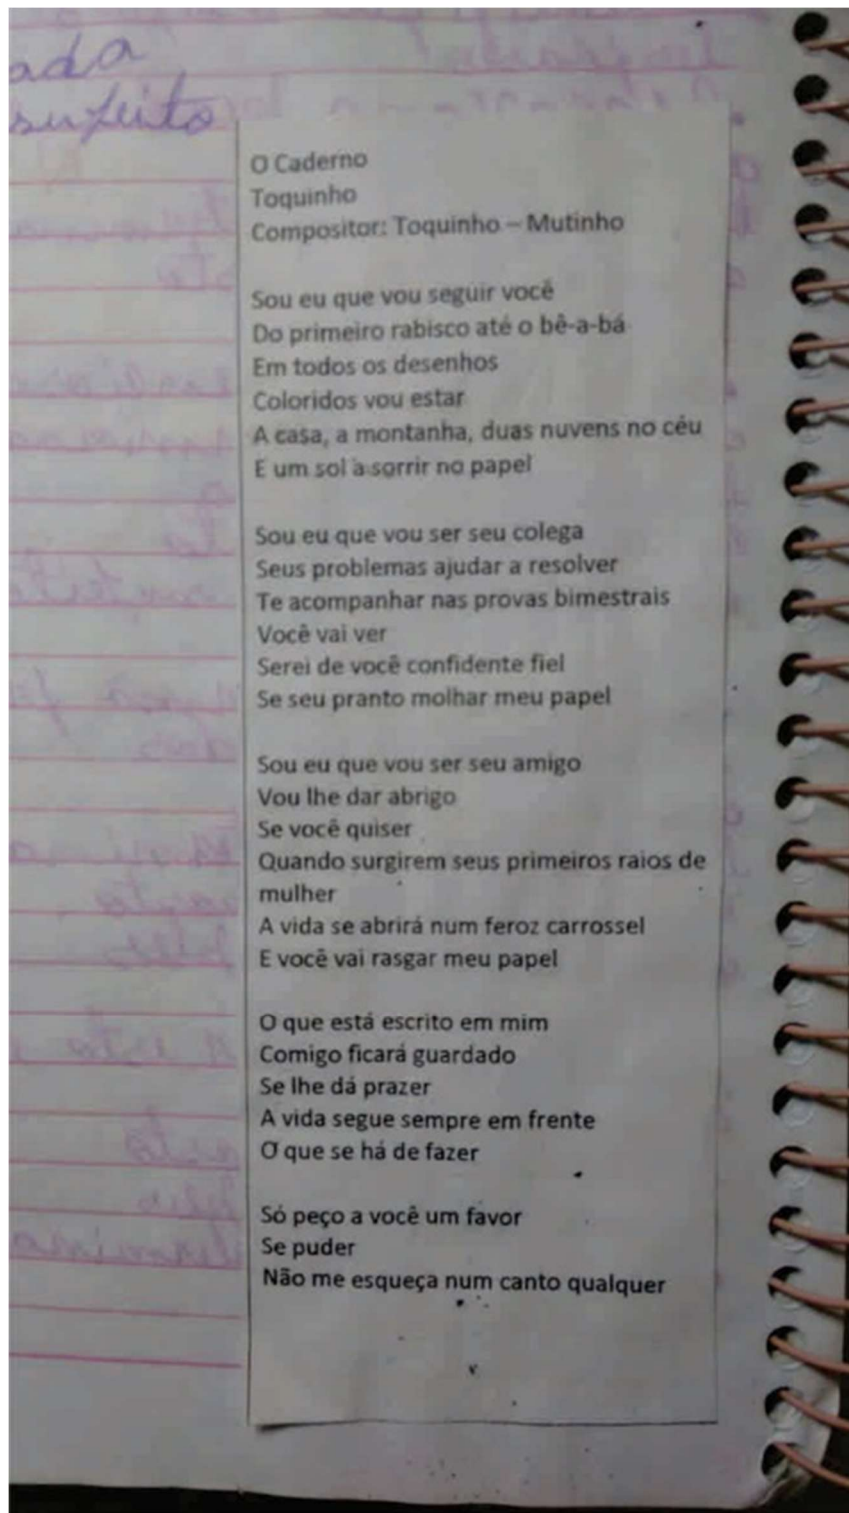 ada
sufeito
O Caderno
Toquinho
Compositor: Toquinho – Mutinho
Sou eu que vou seguir você
Do primeiro rabisco até o bê-a-bá
Em todos os desenhos
Coloridos vou estar
A casa, a montanha, duas nuvens no céu
E um sol a sorrir no papel
Sou eu que vou ser seu colega
Seus problemas ajudar a resolver
Te acompanhar nas provas bimestrais
Você vai ver
Serei de você confidente fiel
Se seu pranto molhar meu papel
Sou eu que vou ser seu amigo
Vou lhe dar abrigo
Se você quiser
Quando surgirem seus primeiros raios de
mulher
A vida se abrirá num feroz carrossel
E você vai rasgar meu papel
O que está escrito em mim
Comigo ficará guardado
Se lhe dá prazer
A vida segue sempre em frente
O que se há de fazer
Só peço a você um favor
Se puder
Não me esqueça num canto qualquer